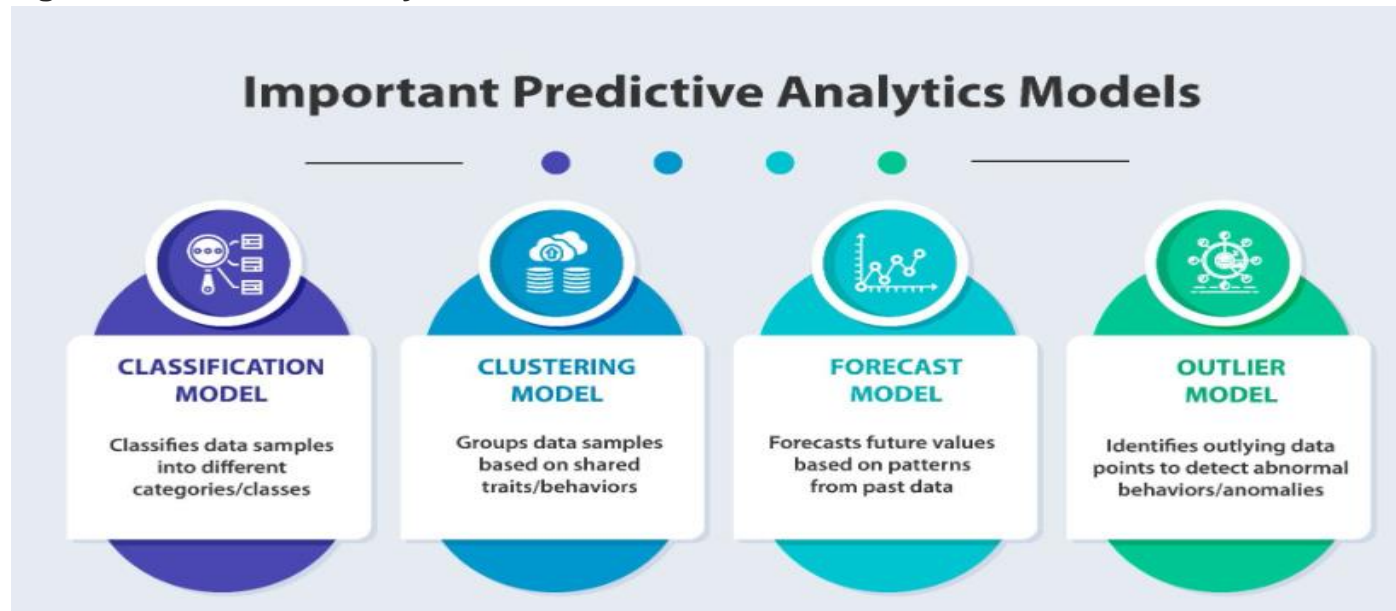 Important Predictive Analytics Models
CLASSIFICATION
MODEL
Classifies data samples
into different
categories/classes
CLUSTERING
MODEL
Groups data samples
based on shared
traits/behaviors
FORECAST
MODEL
Forecasts future values
based on patterns
from past data
OUTLIER
MODEL
Identifies outlying data
points to detect abnormal
behaviors/anomalies